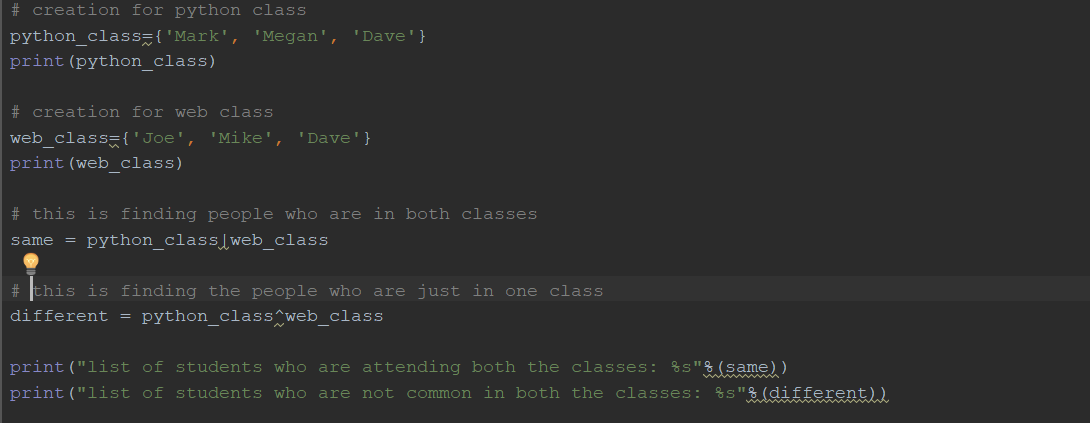 # creation for python class
python_class={'Mark', 'Megan', 'Dave'}
print(python_class)
# creation for web class
web_class={'Joe', 'Mike', 'Dave'}
print(web_class)
# this is finding people who are in both classes
same = python_class|web_class
# this is finding the people who are just in one class
different = python_class^web_class
print("list of students who are attending both the classes: %s"%(same))
print("list of students who are not common in both the classes: %s"%(different))